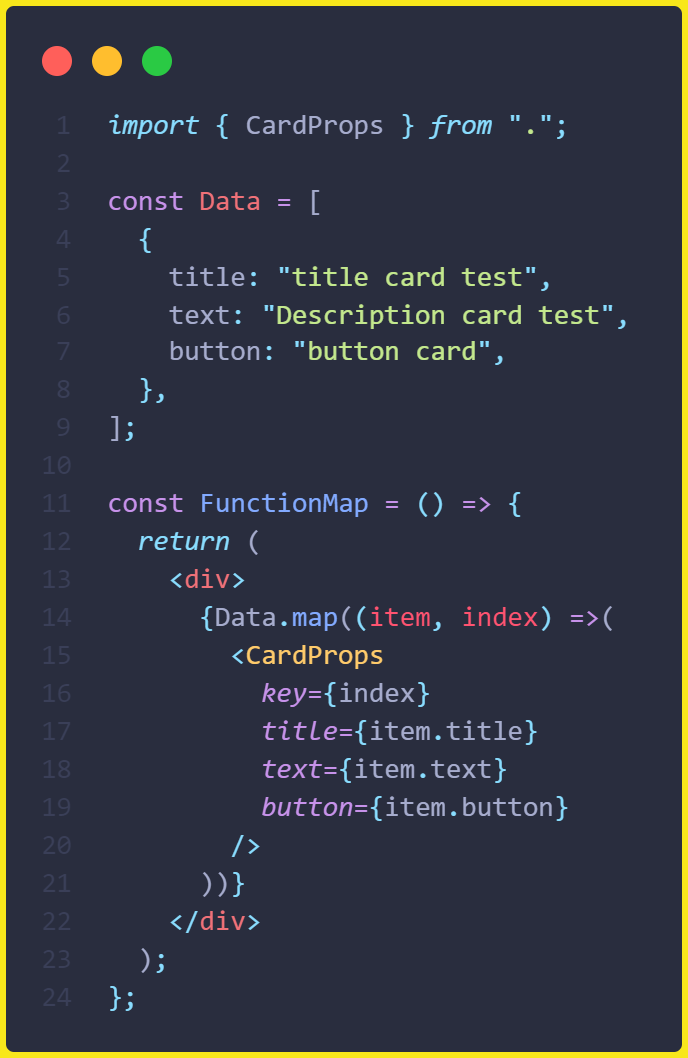 1 import { CardProps } from ".";
2
3 const Data = [
4   {
5     title: "title card test",
6     text: "Description card test",
7     button: "button card",
8   },
9 ];
10
11 const FunctionMap = () => {
12   return (
13     <div>
14       {Data.map((item, index) =>(
15         <CardProps
16           key={index}
17           title={item.title}
18           text={item.text}
19           button={item.button}
20         />
21       ))}
22     </div>
23   );
24 };